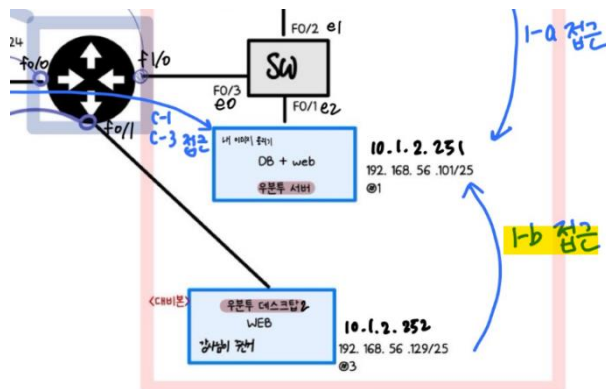 F0/2 e1
1-a 접근
24
f0/0
f1/0
SW
F0/3
e0
F0/1 e2
f0/1
C-1
C-3 접근
DB + web
우분투 서버
10.1.2.251
192. 168. 56 .101/25
@1
1-b 접근
<대비본>
우분투 데스크탑2
WEB
10.1.2.252
192. 168. 56 .129/25
@3